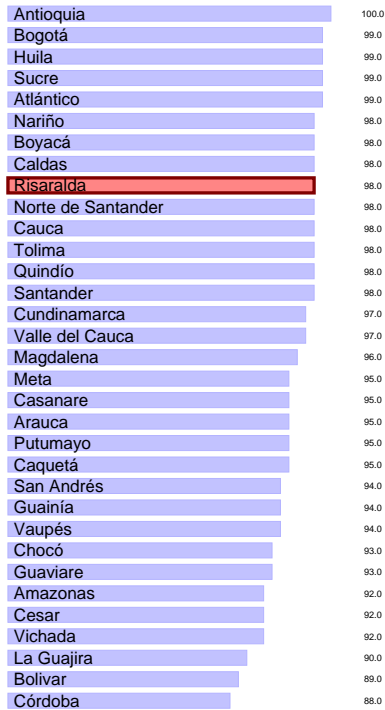 Antioquia 100.0
Bogotá 99.0
Huila 99.0
Sucre 99.0
Atlántico 99.0
Nariño 98.0
Boyacá 98.0
Caldas 98.0
Risaralda 98.0
Norte de Santander 98.0
Cauca 98.0
Tolima 98.0
Quindío 98.0
Santander 98.0
Cundinamarca 97.0
Valle del Cauca 97.0
Magdalena 96.0
Meta 95.0
Casanare 95.0
Arauca 95.0
Putumayo 95.0
Caquetá 95.0
San Andrés 94.0
Guainía 94.0
Vaupés 94.0
Chocó 93.0
Guaviare 93.0
Amazonas 92.0
Cesar 92.0
Vichada 92.0
La Guajira 90.0
Bolivar 89.0
Córdoba 88.0